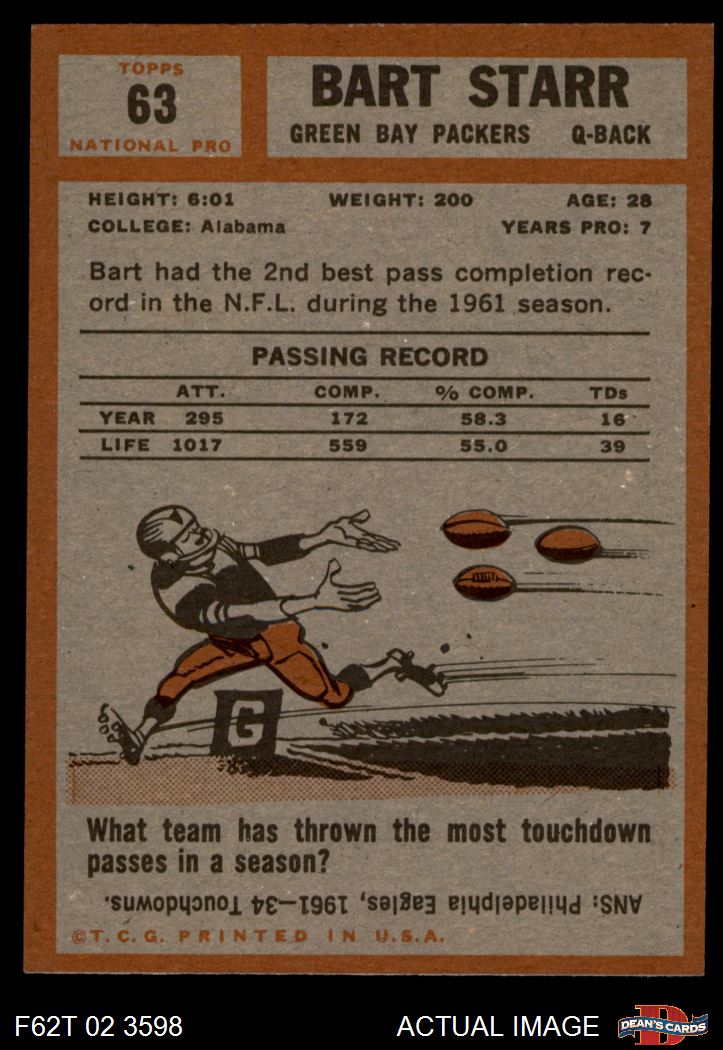 TOPPS
63
NATIONAL PRO
BART STARR
GREEN BAY PACKERS Q-BACK
HEIGHT: 6:01 WEIGHT: 200 AGE: 28
COLLEGE: Alabama YEARS PRO: 7
Bart had the 2nd best pass completion rec-
ord in the N.F.L. during the 1961 season.
PASSING RECORD
ATT. COMP. % COMP. TDs
YEAR 295 172 58.3 16
LIFE 1017 559 55.0 39
G
What team has thrown the most touchdown
passes in a season?
ANS: Philadelphia Eagles, 1961—34 Touchdowns.
©T.C.G. PRINTED IN U.S.A.
F62T 02 3598 ACTUAL IMAGE
D
DEAN'S CARDS